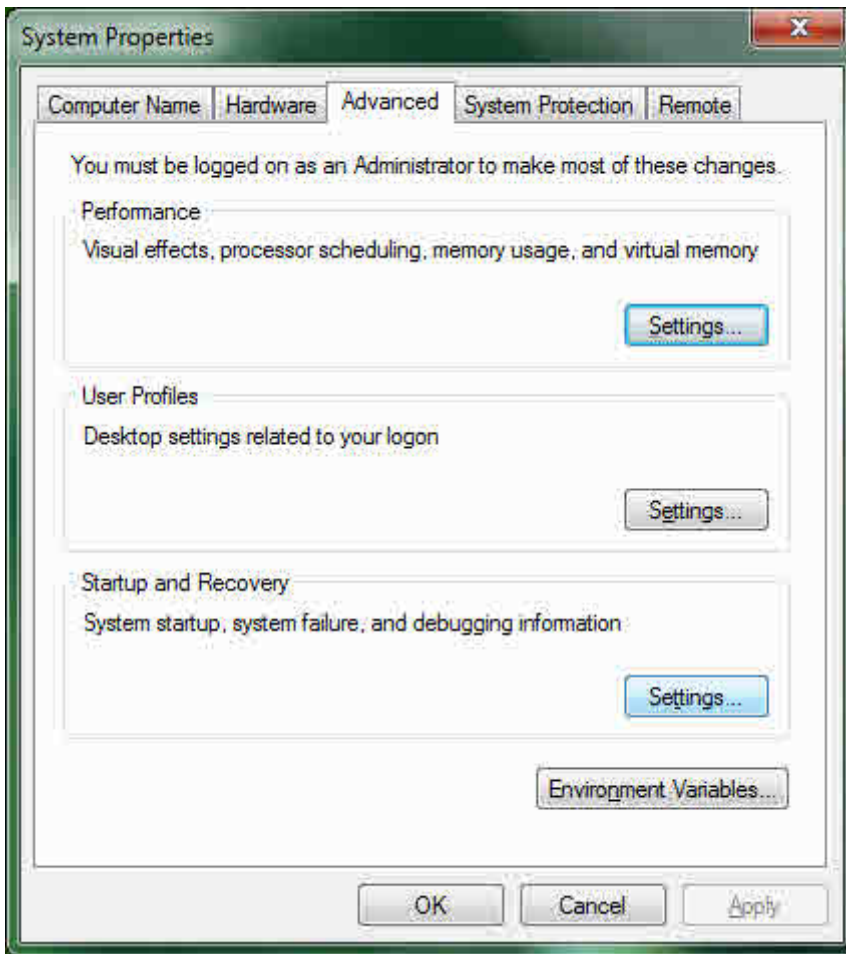 System Properties
Computer Name Hardware Advanced System Protection Remote
You must be logged on as an Administrator to make most of these changes.
Performance
Visual effects, processor scheduling, memory usage, and virtual memory
Settings...
User Profiles
Desktop settings related to your logon
Settings...
Startup and Recovery
System startup, system failure, and debugging information
Settings...
Environment Variables...
OK Cancel Apply